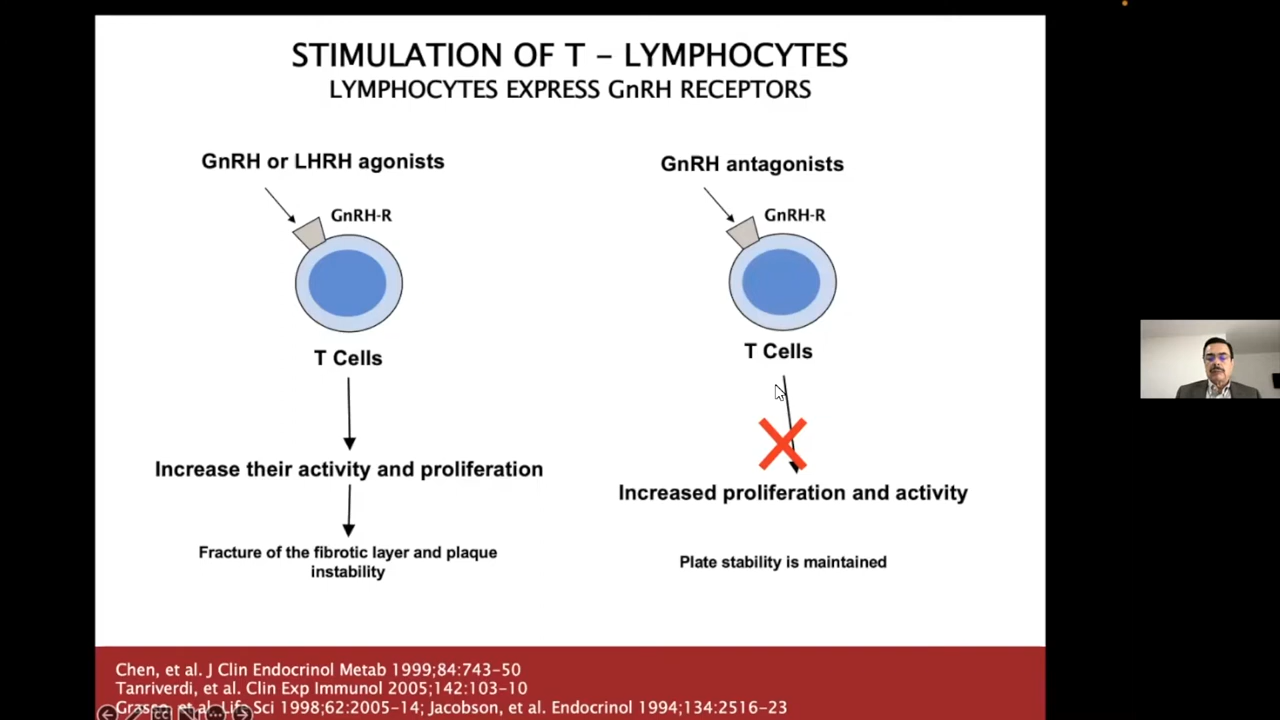 STIMULATION OF T – LYMPHOCYTES
LYMPHOCYTES EXPRESS GnRH RECEPTORS
GnRH or LHRH agonists
GnRH-R
T Cells
Increase their activity and proliferation
Fracture of the fibrotic layer and plaque
instability
GnRH antagonists
GnRH-R
T Cells
Increased proliferation and activity
Plate stability is maintained
Chen, et al. J Clin Endocrinol Metab 1999;84:743-50
Tanriverdi, et al. Clin Exp Immunol 2005;142:103-10
et al. Life Sci 1998;62:2005-14; Jacobson, et al. Endocrinol 1994;134:2516-23